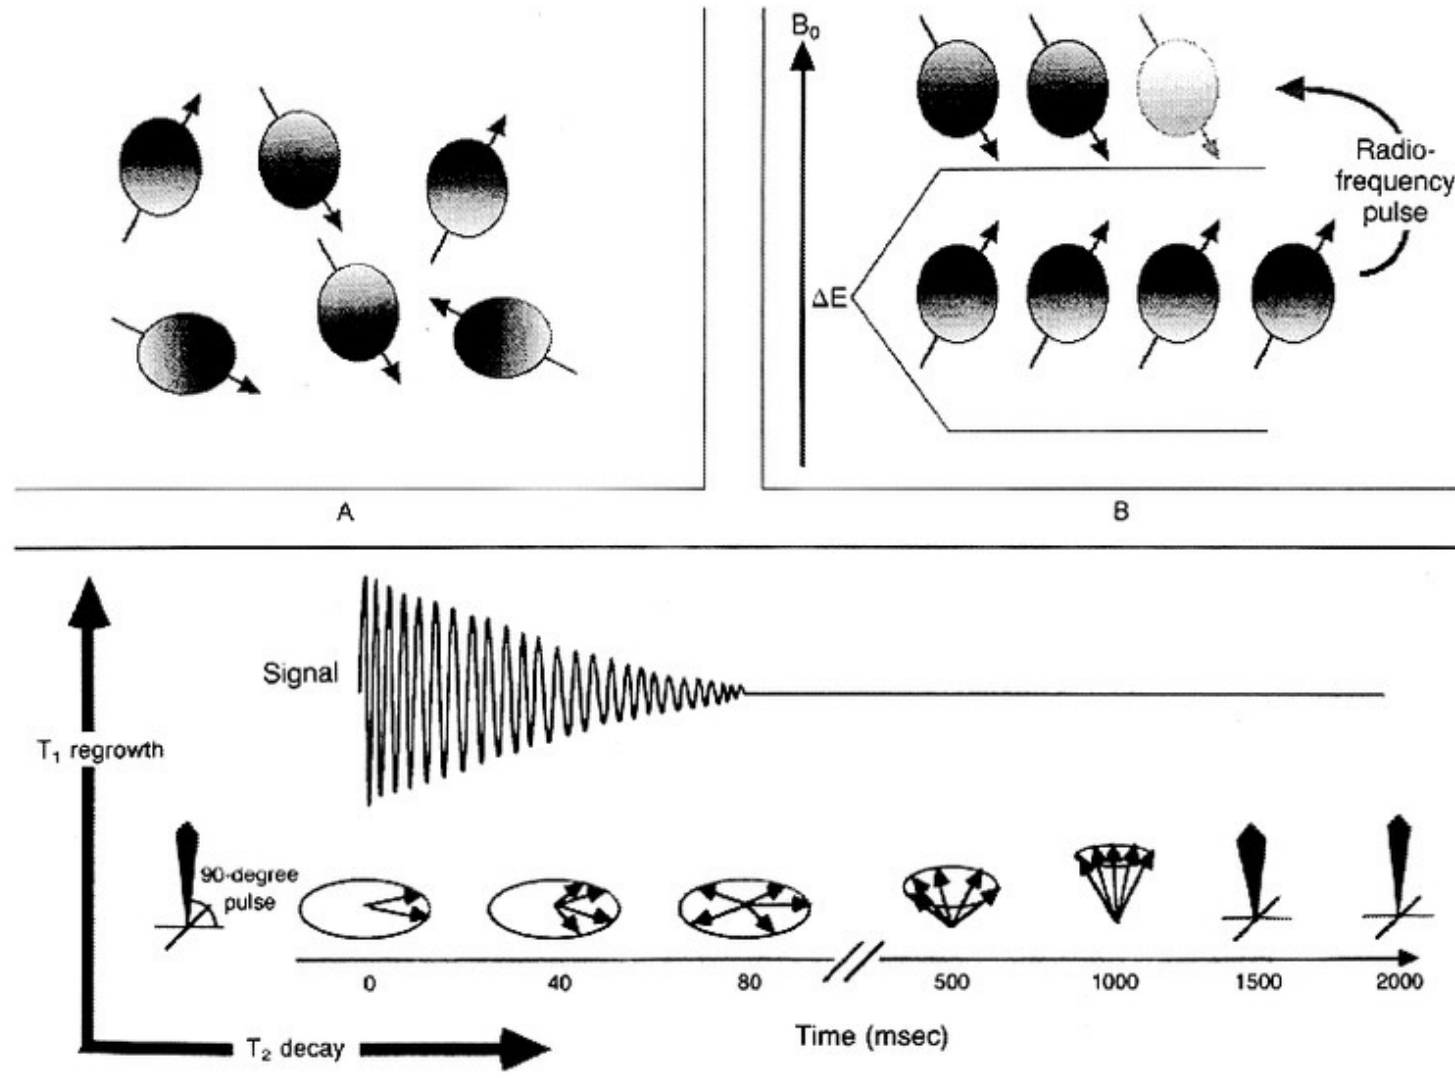 B₀
Radio-
frequency
pulse
ΔE
A
B
Signal
T₁ regrowth
90-degree
pulse
0
40
80
500
1000
1500
2000
T₂ decay
Time (msec)